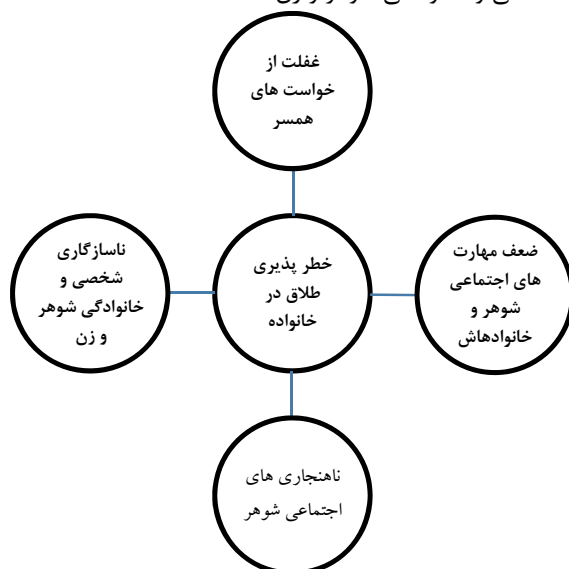 غفلت از
خواست های
همسر
ضعف مهارت
های اجتماعی
شوهر و
خانوادهاش
خطر پذیری
طلاق در
خانواده
ناسازگاری
شخصی و
خانوادگی شوهر
و زن
ناهنجاری های
اجتماعی شوهر